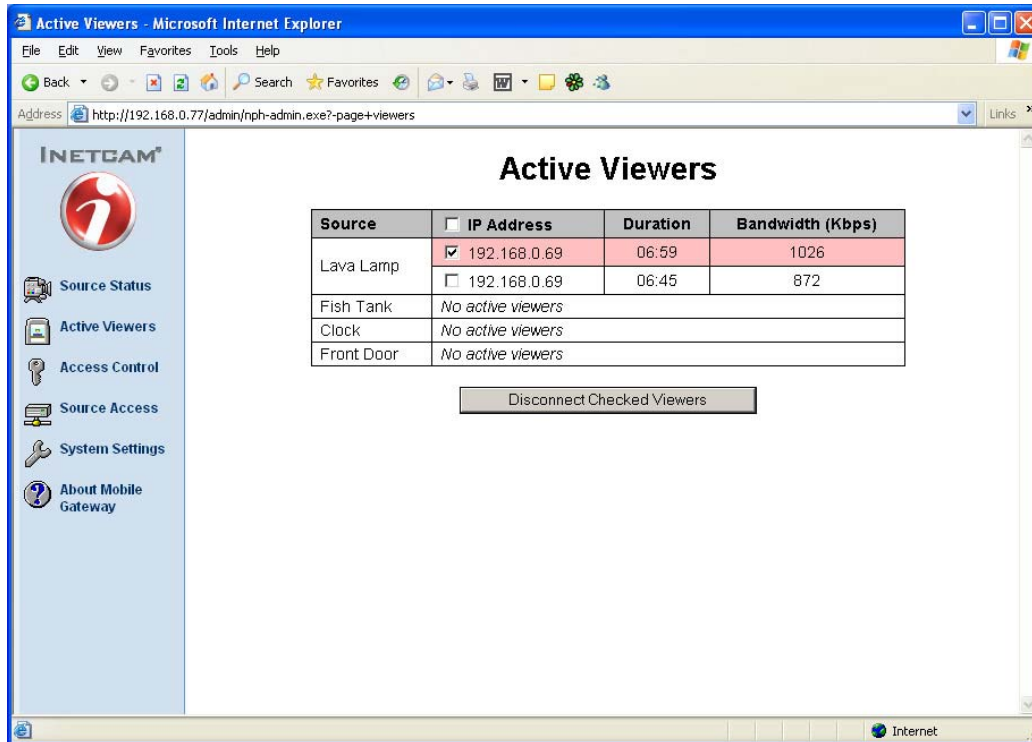 Active Viewers - Microsoft Internet Explorer
File Edit View Favorites Tools Help
Back Search Favorites
Address http://192.168.0.77/admin/nph-admin.exe?-page+viewers Links »
INETCAM®
Active Viewers
Source IP Address Duration Bandwidth (Kbps)
Lava Lamp 192.168.0.69 06:59 1026
192.168.0.69 06:45 872
Fish Tank No active viewers
Clock No active viewers
Front Door No active viewers
Disconnect Checked Viewers
Source Status
Active Viewers
Access Control
Source Access
System Settings
About Mobile
Gateway
Internet